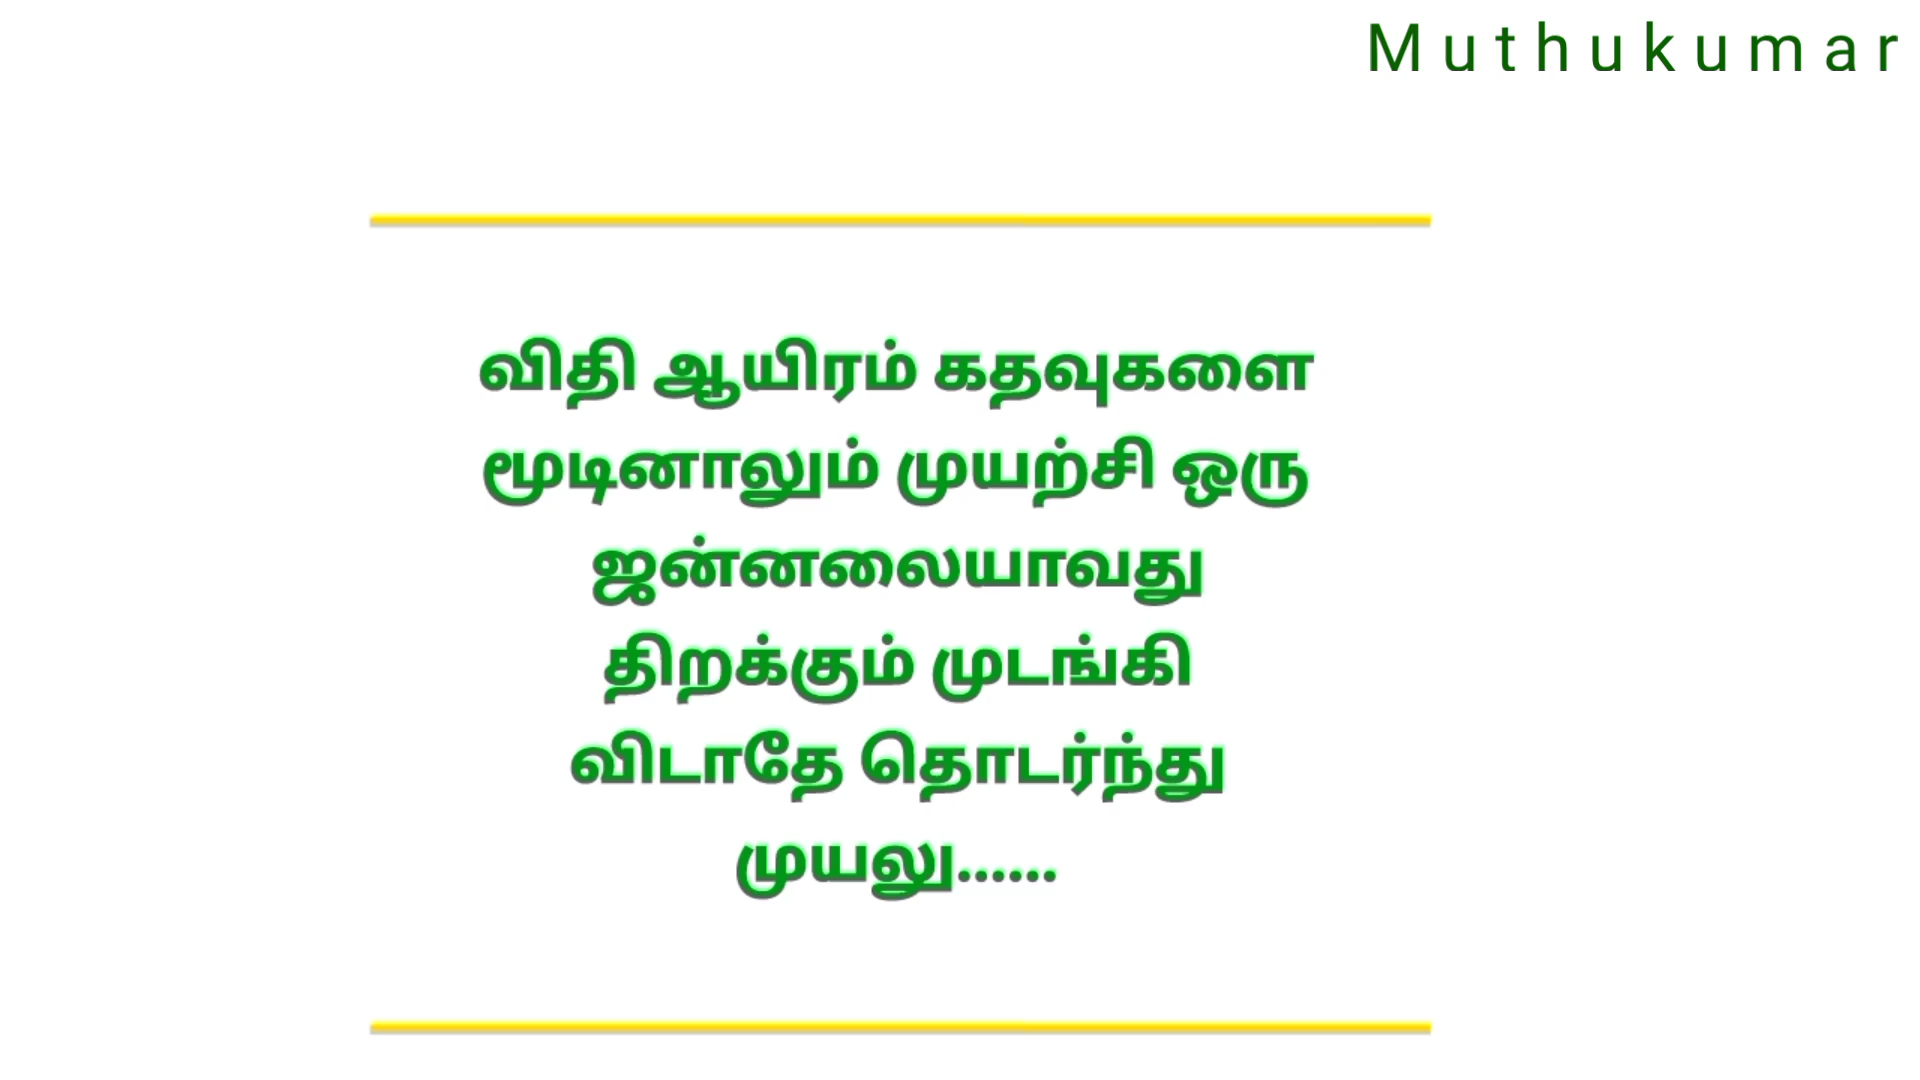 Muthukumar
விதி ஆயிரம் கதவுகளை
மூடினாலும் முயற்சி ஒரு
ஜன்னலையாவது
திறக்கும் முடங்கி
விடாதே தொடர்ந்து
முயலு......